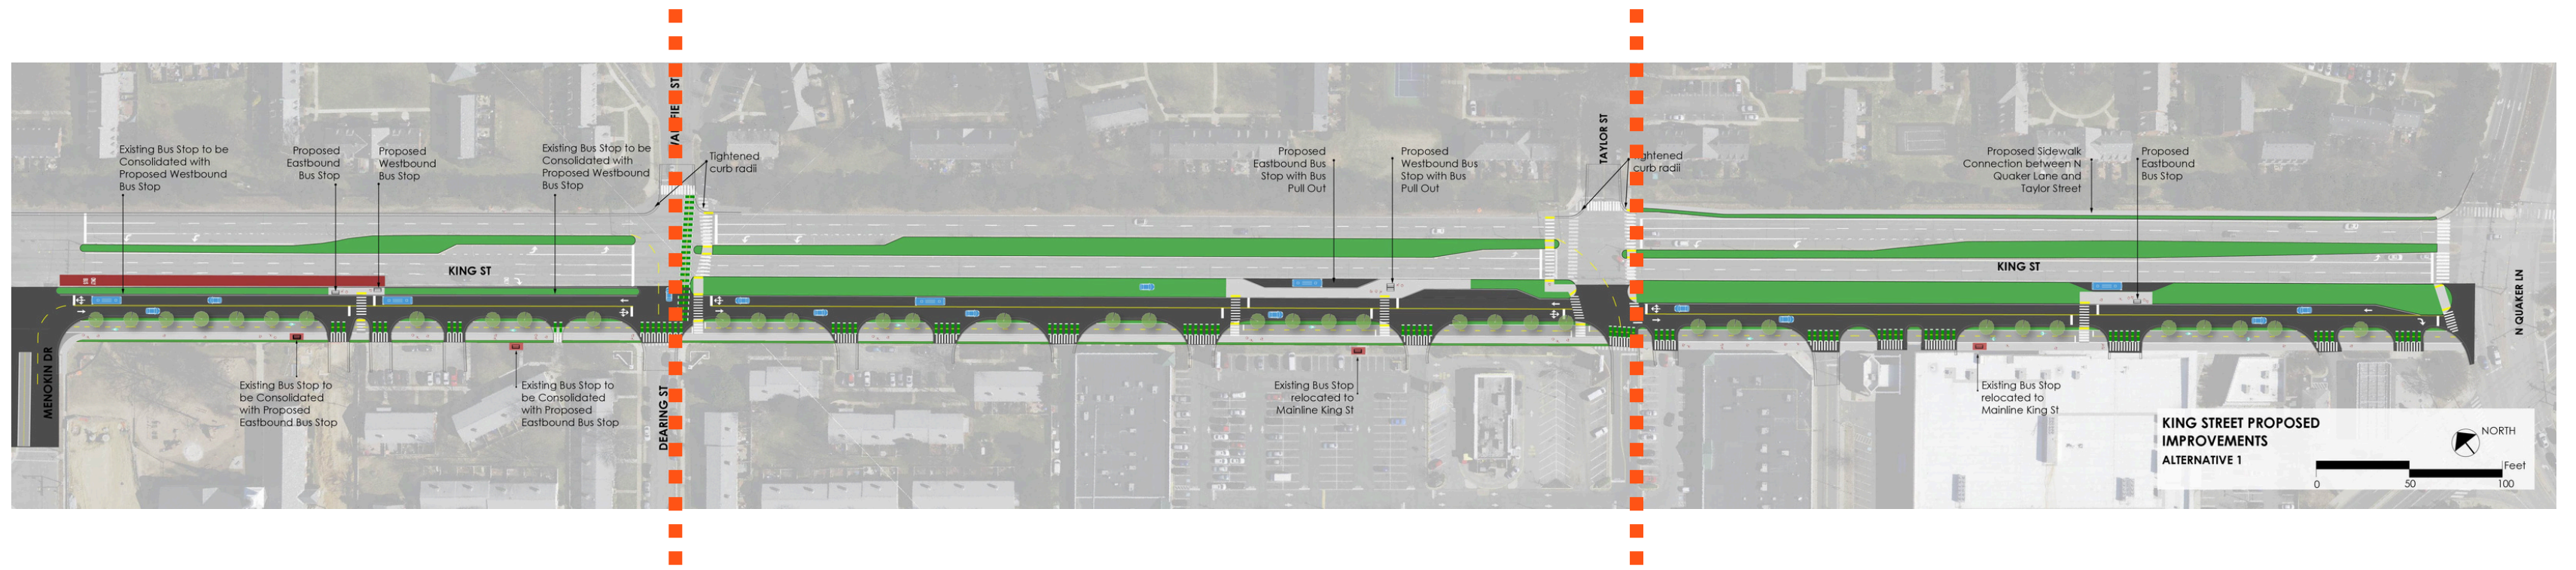 Existing Bus Stop to be
Consolidated with
Proposed Westbound
Bus Stop
Proposed
Eastbound
Bus Stop
Proposed
Westbound
Bus Stop
Existing Bus Stop to be
Consolidated with
Proposed Westbound
Bus Stop
ST
Tightened
curb radii
Proposed
Eastbound Bus
Stop with Bus
Pull Out
Proposed
Westbound Bus
Stop with Bus
Pull Out
TAYLOR ST
curb radii
Proposed Sidewalk
Connection between N
Quaker Lane and
Taylor Street
Proposed
Eastbound
Bus Stop
KING ST
KING ST
N QUAKER LN
MENOKIN DR
Existing Bus Stop to
be Consolidated
with Proposed
Eastbound Bus Stop
Existing Bus Stop to
be Consolidated
with Proposed
Eastbound Bus Stop
DEARING ST
Existing Bus Stop
relocated to
Mainline King St
Existing Bus Stop
relocated to
Mainline King St
KING STREET PROPOSED
IMPROVEMENTS
ALTERNATIVE 1
NORTH
Feet
0 50 100